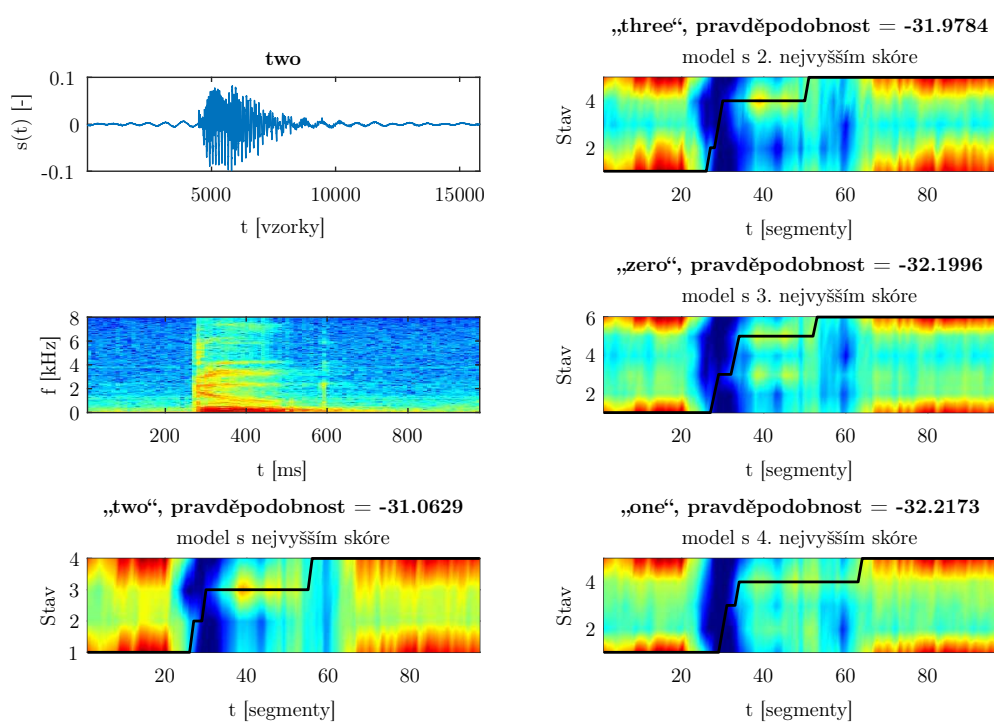 two
s(t) [-]
0.1
0
-0.1
5000 10000 15000
t [vzorky]
f [kHz]
8
6
4
2
0
200 400 600 800
t [ms]
„two“, pravděpodobnost = -31.0629
model s nejvyšším skóre
Stav
4
3
2
1
20 40 60 80
t [segmenty]
„three“, pravděpodobnost = -31.9784
model s 2. nejvyšším skóre
Stav
4
2
20 40 60 80
t [segmenty]
„zero“, pravděpodobnost = -32.1996
model s 3. nejvyšším skóre
Stav
6
4
2
20 40 60 80
t [segmenty]
„one“, pravděpodobnost = -32.2173
model s 4. nejvyšším skóre
Stav
4
2
20 40 60 80
t [segmenty]